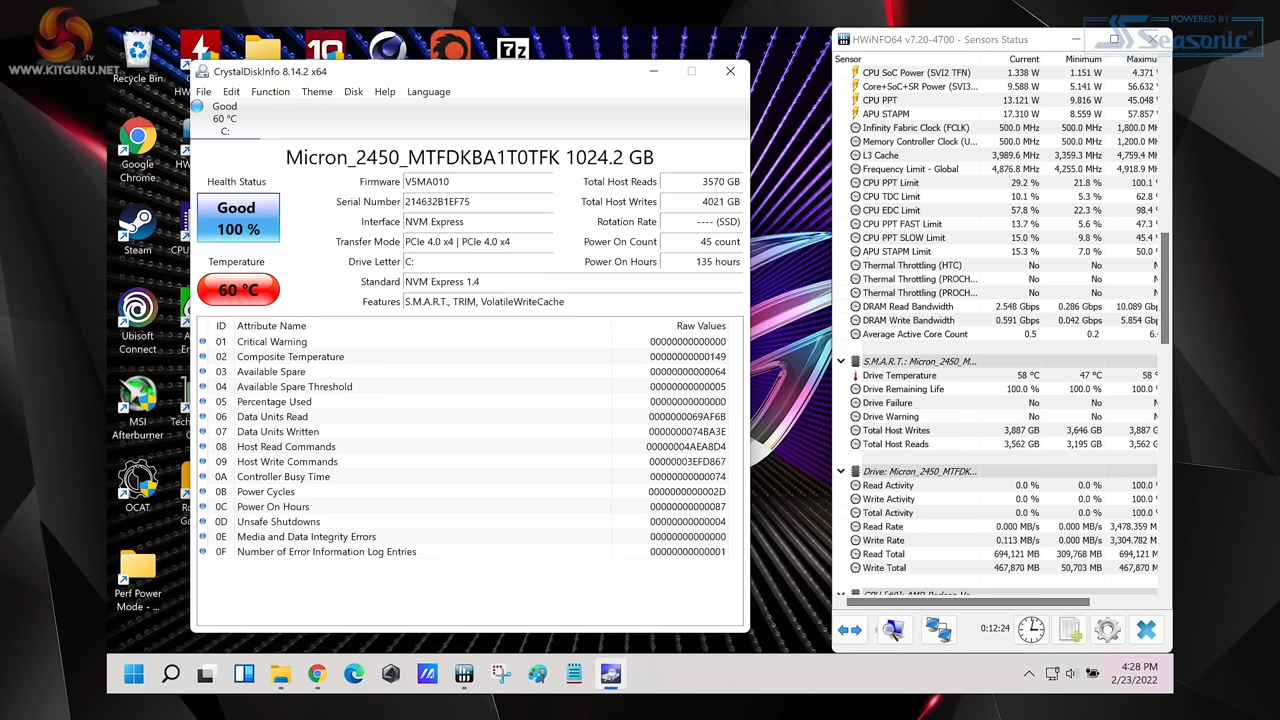 .tv
WWW.KITGURU.NET
POWERED BY
Seasonic
Recycle Bin
Google
Chrome
Steam
Ubisoft
Connect
MSI
Afterburner
OCAT
Perf Power
Mode - ...
HW
HW
CPU
Tech
10
7z
CrystalDiskInfo 8.14.2 x64
File Edit Function Theme Disk Help Language
Good
60 °C
C:
Micron_2450_MTFDKBA1T0TFK 1024.2 GB
Health Status
Good
100 %
Temperature
60 °C
Firmware V5MA010 Total Host Reads 3570 GB
Serial Number 214632B1EF75 Total Host Writes 4021 GB
Interface NVM Express Rotation Rate ---- (SSD)
Transfer Mode PCIe 4.0 x4 | PCIe 4.0 x4 Power On Count 45 count
Drive Letter C: Power On Hours 135 hours
Standard NVM Express 1.4
Features S.M.A.R.T., TRIM, VolatileWriteCache
ID Attribute Name Raw Values
01 Critical Warning 00000000000000
02 Composite Temperature 00000000000149
03 Available Spare 00000000000064
04 Available Spare Threshold 00000000000005
05 Percentage Used 00000000000000
06 Data Units Read 0000000069AF6B
07 Data Units Written 0000000074BA3E
08 Host Read Commands 00000004AEA8D4
09 Host Write Commands 00000003EFD867
0A Controller Busy Time 00000000000074
0B Power Cycles 0000000000002D
0C Power On Hours 00000000000087
0D Unsafe Shutdowns 00000000000004
0E Media and Data Integrity Errors 00000000000000
0F Number of Error Information Log Entries 00000000000001
HWiNFO64 v7.20-4700 - Sensors Status
Sensor Current Minimum Maximu
CPU SoC Power (SVI2 TFN) 1.338 W 1.151 W 4.371
Core+SoC+SR Power (SVI3... 9.588 W 5.141 W 56.632
CPU PPT 13.121 W 9.816 W 45.048
APU STAPM 17.310 W 8.559 W 57.857
Infinity Fabric Clock (FCLK) 500.0 MHz 500.0 MHz 1,800.0 MH
Memory Controller Clock (U... 500.0 MHz 500.0 MHz 1,200.0 MH
L3 Cache 3,989.6 MHz 3,359.3 MHz 4,759.4 MH
Frequency Limit - Global 4,876.8 MHz 4,255.0 MHz 4,918.9 MH
CPU PPT Limit 29.2 % 21.8 % 100.1
CPU TDC Limit 10.1 % 5.3 % 62.8
CPU EDC Limit 57.8 % 22.3 % 98.4
CPU PPT FAST Limit 13.7 % 5.6 % 47.3
CPU PPT SLOW Limit 15.0 % 9.8 % 45.4
APU STAPM Limit 15.3 % 7.0 % 50.0
Thermal Throttling (HTC) No No
Thermal Throttling (PROCH... No No
Thermal Throttling (PROCH... No No
DRAM Read Bandwidth 2.548 Gbps 0.286 Gbps 10.089 Gbp
DRAM Write Bandwidth 0.591 Gbps 0.042 Gbps 5.854 Gbp
Average Active Core Count 0.5 0.2 6.
S.M.A.R.T.: Micron_2450_M...
Drive Temperature 58 °C 47 °C 58 °
Drive Remaining Life 100.0 % 100.0 % 100.0
Drive Failure No No
Drive Warning No No
Total Host Writes 3,887 GB 3,646 GB 3,887 G
Total Host Reads 3,562 GB 3,195 GB 3,562 G
Drive: Micron_2450_MTFDK...
Read Activity 0.0 % 0.0 % 100.0
Write Activity 0.0 % 0.0 % 100.0
Total Activity 0.0 % 0.0 % 100.0
Read Rate 0.000 MB/s 0.000 MB/s 3,478.359 M
Write Rate 0.113 MB/s 0.000 MB/s 3,304.782 M
Read Total 694,121 MB 309,768 MB 694,121 M
Write Total 467,870 MB 50,703 MB 467,870 M
0:12:24
4:28 PM
2/23/2022